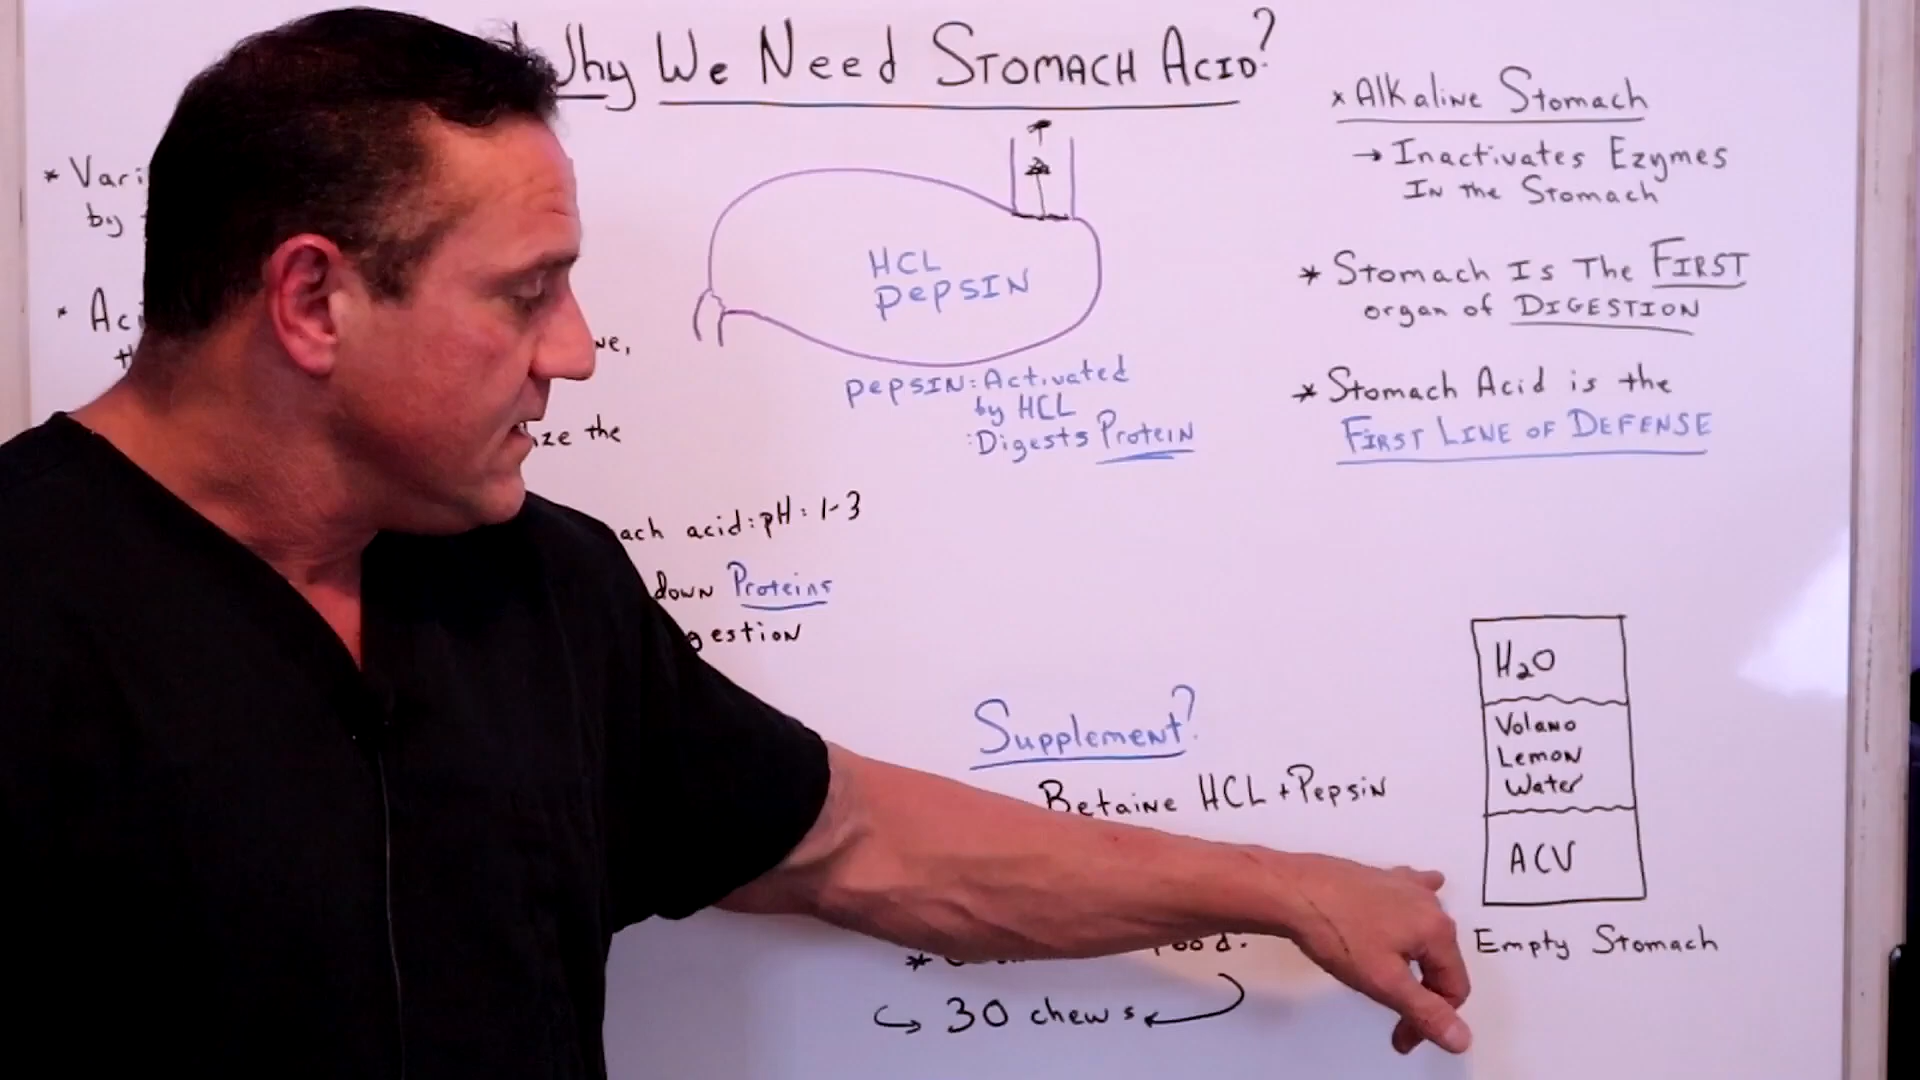 Why We Need Stomach Acid?
* Vari
by
* Aci
th
we,
ize the
ach acid: pH: 1-3
down Proteins
gestion
HCL
PEPSIN
PEPSIN: Activated
by HCL
: Digests Protein
* Alkaline Stomach
→ Inactivates Ezymes
In the Stomach
* Stomach Is The FIRST
organ of DIGESTION
* Stomach Acid is the
FIRST LINE OF DEFENSE
Supplement?
Betaine HCL + Pepsin
*
30 chews
H₂O
Volano
Lemon
Water
ACV
Empty Stomach